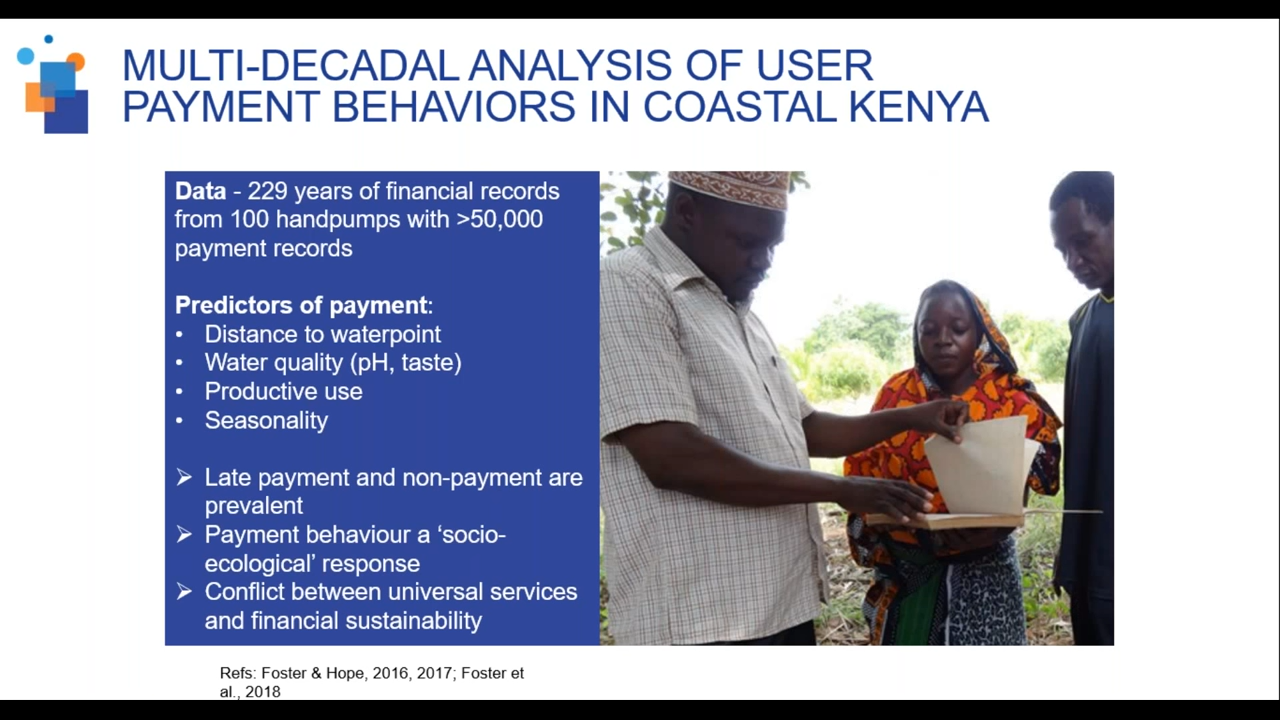 MULTI-DECADAL ANALYSIS OF USER
PAYMENT BEHAVIORS IN COASTAL KENYA
Data - 229 years of financial records
from 100 handpumps with >50,000
payment records
Predictors of payment:
• Distance to waterpoint
• Water quality (pH, taste)
• Productive use
• Seasonality
➢ Late payment and non-payment are
prevalent
➢ Payment behaviour a ‘socio-
ecological’ response
➢ Conflict between universal services
and financial sustainability
Refs: Foster & Hope, 2016, 2017; Foster et
al., 2018